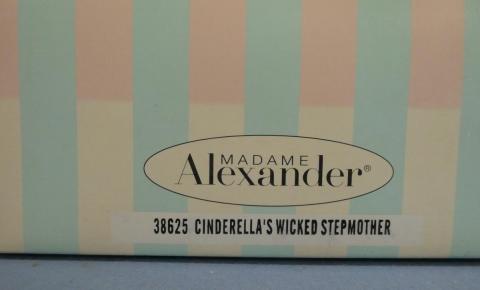 MADAME
Alexander®
38625 CINDERELLA'S WICKED STEPMOTHER